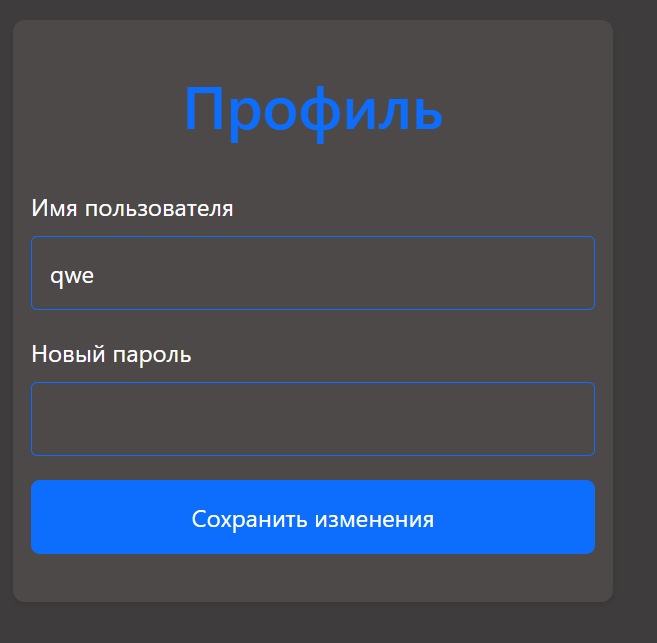 Профиль
Имя пользователя
qwe
Новый пароль
Сохранить изменения